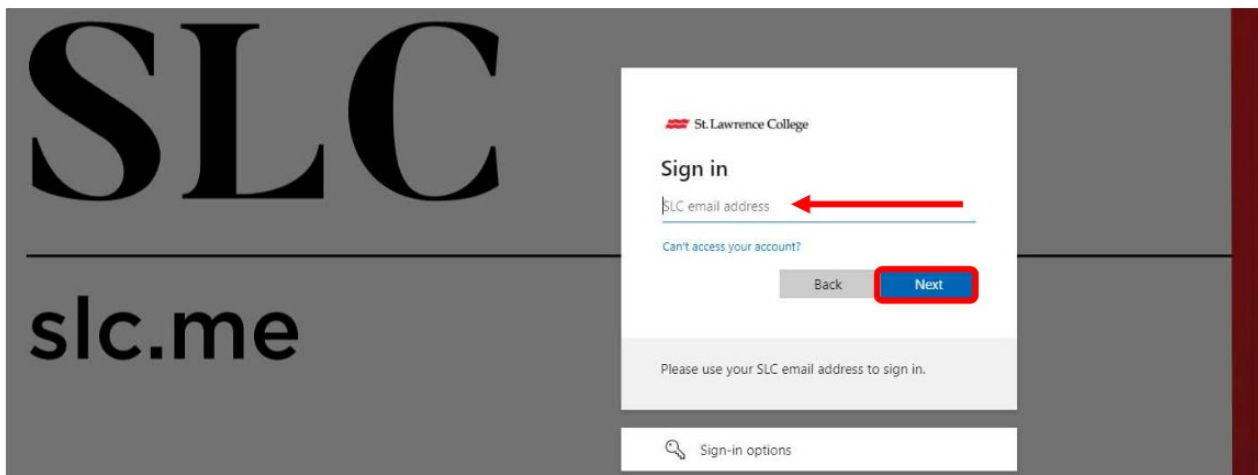 SLC
slc.me
St. Lawrence College
Sign in
SLC email address
Can't access your account?
Back
Next
Please use your SLC email address to sign in.
Sign-in options